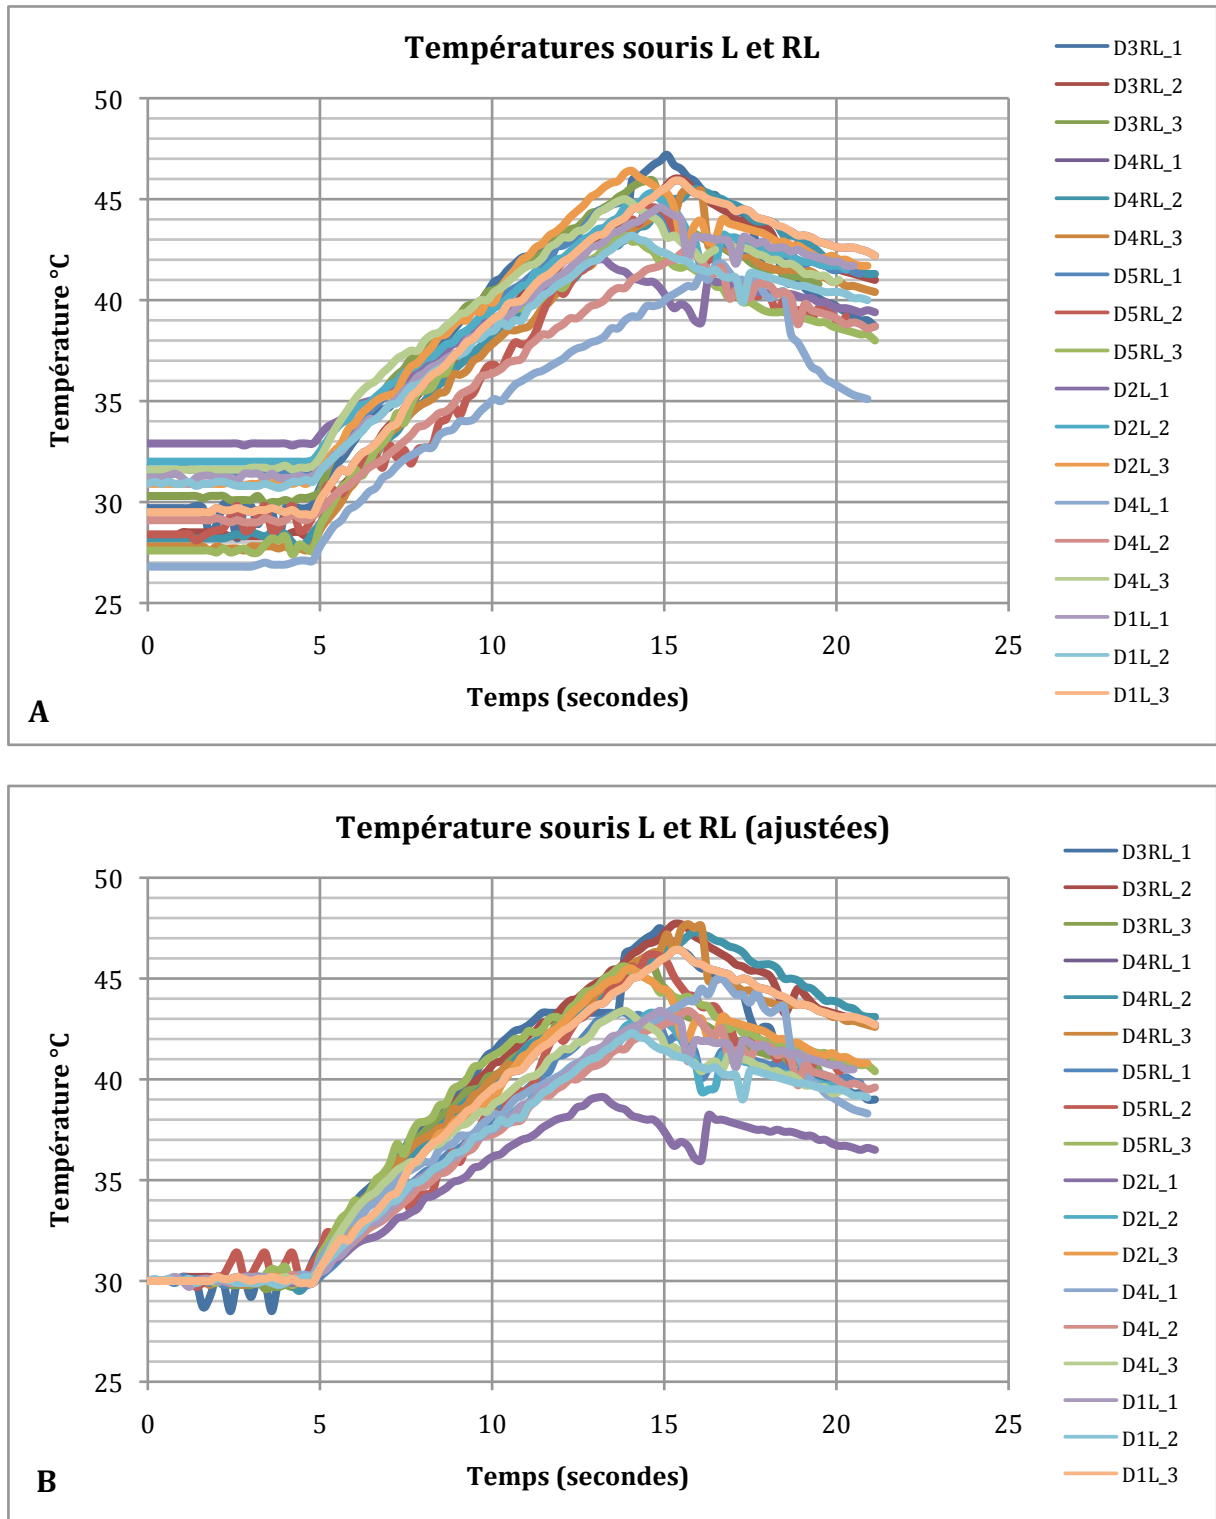 Températures souris L et RL
50
45
40
35
30
25
Température °C
0 5 10 15 20 25
Temps (secondes)
A
D3RL_1
D3RL_2
D3RL_3
D4RL_1
D4RL_2
D4RL_3
D5RL_1
D5RL_2
D5RL_3
D2L_1
D2L_2
D2L_3
D4L_1
D4L_2
D4L_3
D1L_1
D1L_2
D1L_3
Température souris L et RL (ajustées)
50
45
40
35
30
25
Température °C
0 5 10 15 20 25
Temps (secondes)
B
D3RL_1
D3RL_2
D3RL_3
D4RL_1
D4RL_2
D4RL_3
D5RL_1
D5RL_2
D5RL_3
D2L_1
D2L_2
D2L_3
D4L_1
D4L_2
D4L_3
D1L_1
D1L_2
D1L_3